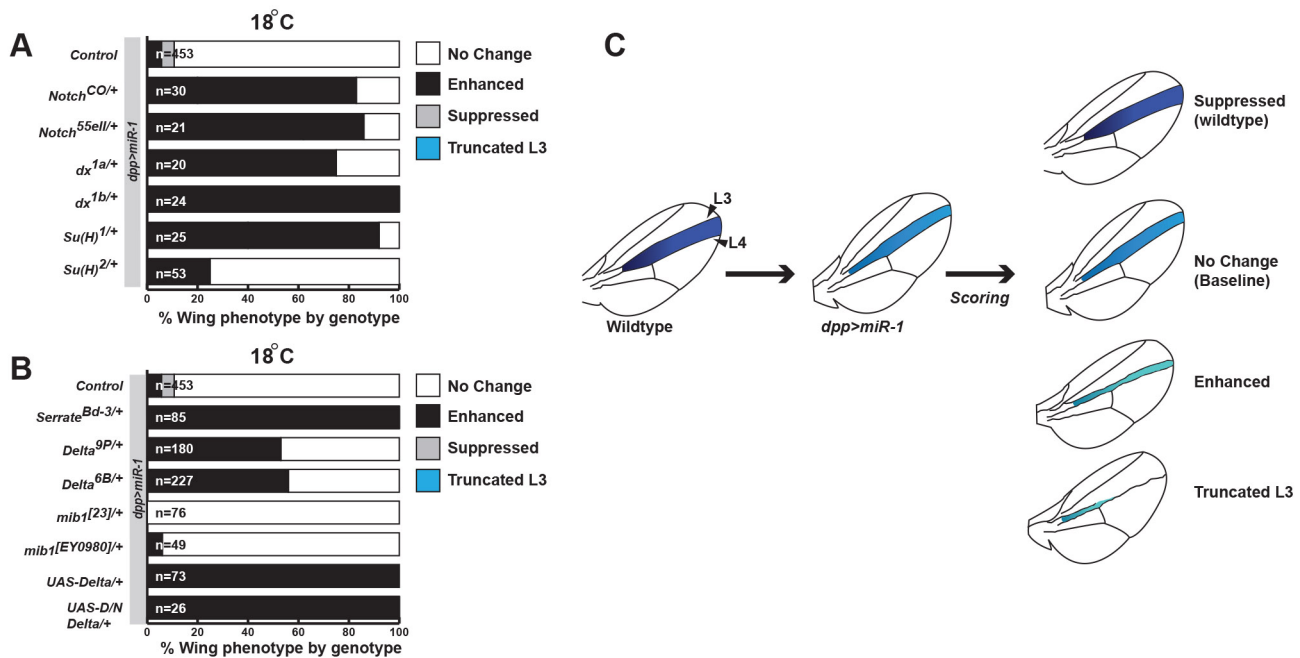 A
18°C
dpp>miR-1
Control
n=453
Notch^CO/+
n=30
Notch^55eII/+
n=21
dx^1a/+
n=20
dx^1b/+
n=24
Su(H)^1/+
n=25
Su(H)^2/+
n=53
0 20 40 60 80 100
% Wing phenotype by genotype
No Change
Enhanced
Suppressed
Truncated L3
B
18°C
dpp>miR-1
Control
n=453
Serrate^Bd-3/+
n=85
Delta^9P/+
n=180
Delta^6B/+
n=227
mib1^[23]/+
n=76
mib1^[EY0980]/+
n=49
UAS-Delta/+
n=73
UAS-D/N
Delta/+
n=26
0 20 40 60 80 100
% Wing phenotype by genotype
No Change
Enhanced
Suppressed
Truncated L3
C
L3
L4
Wildtype
dpp>miR-1
Scoring
Suppressed
(wildtype)
No Change
(Baseline)
Enhanced
Truncated L3